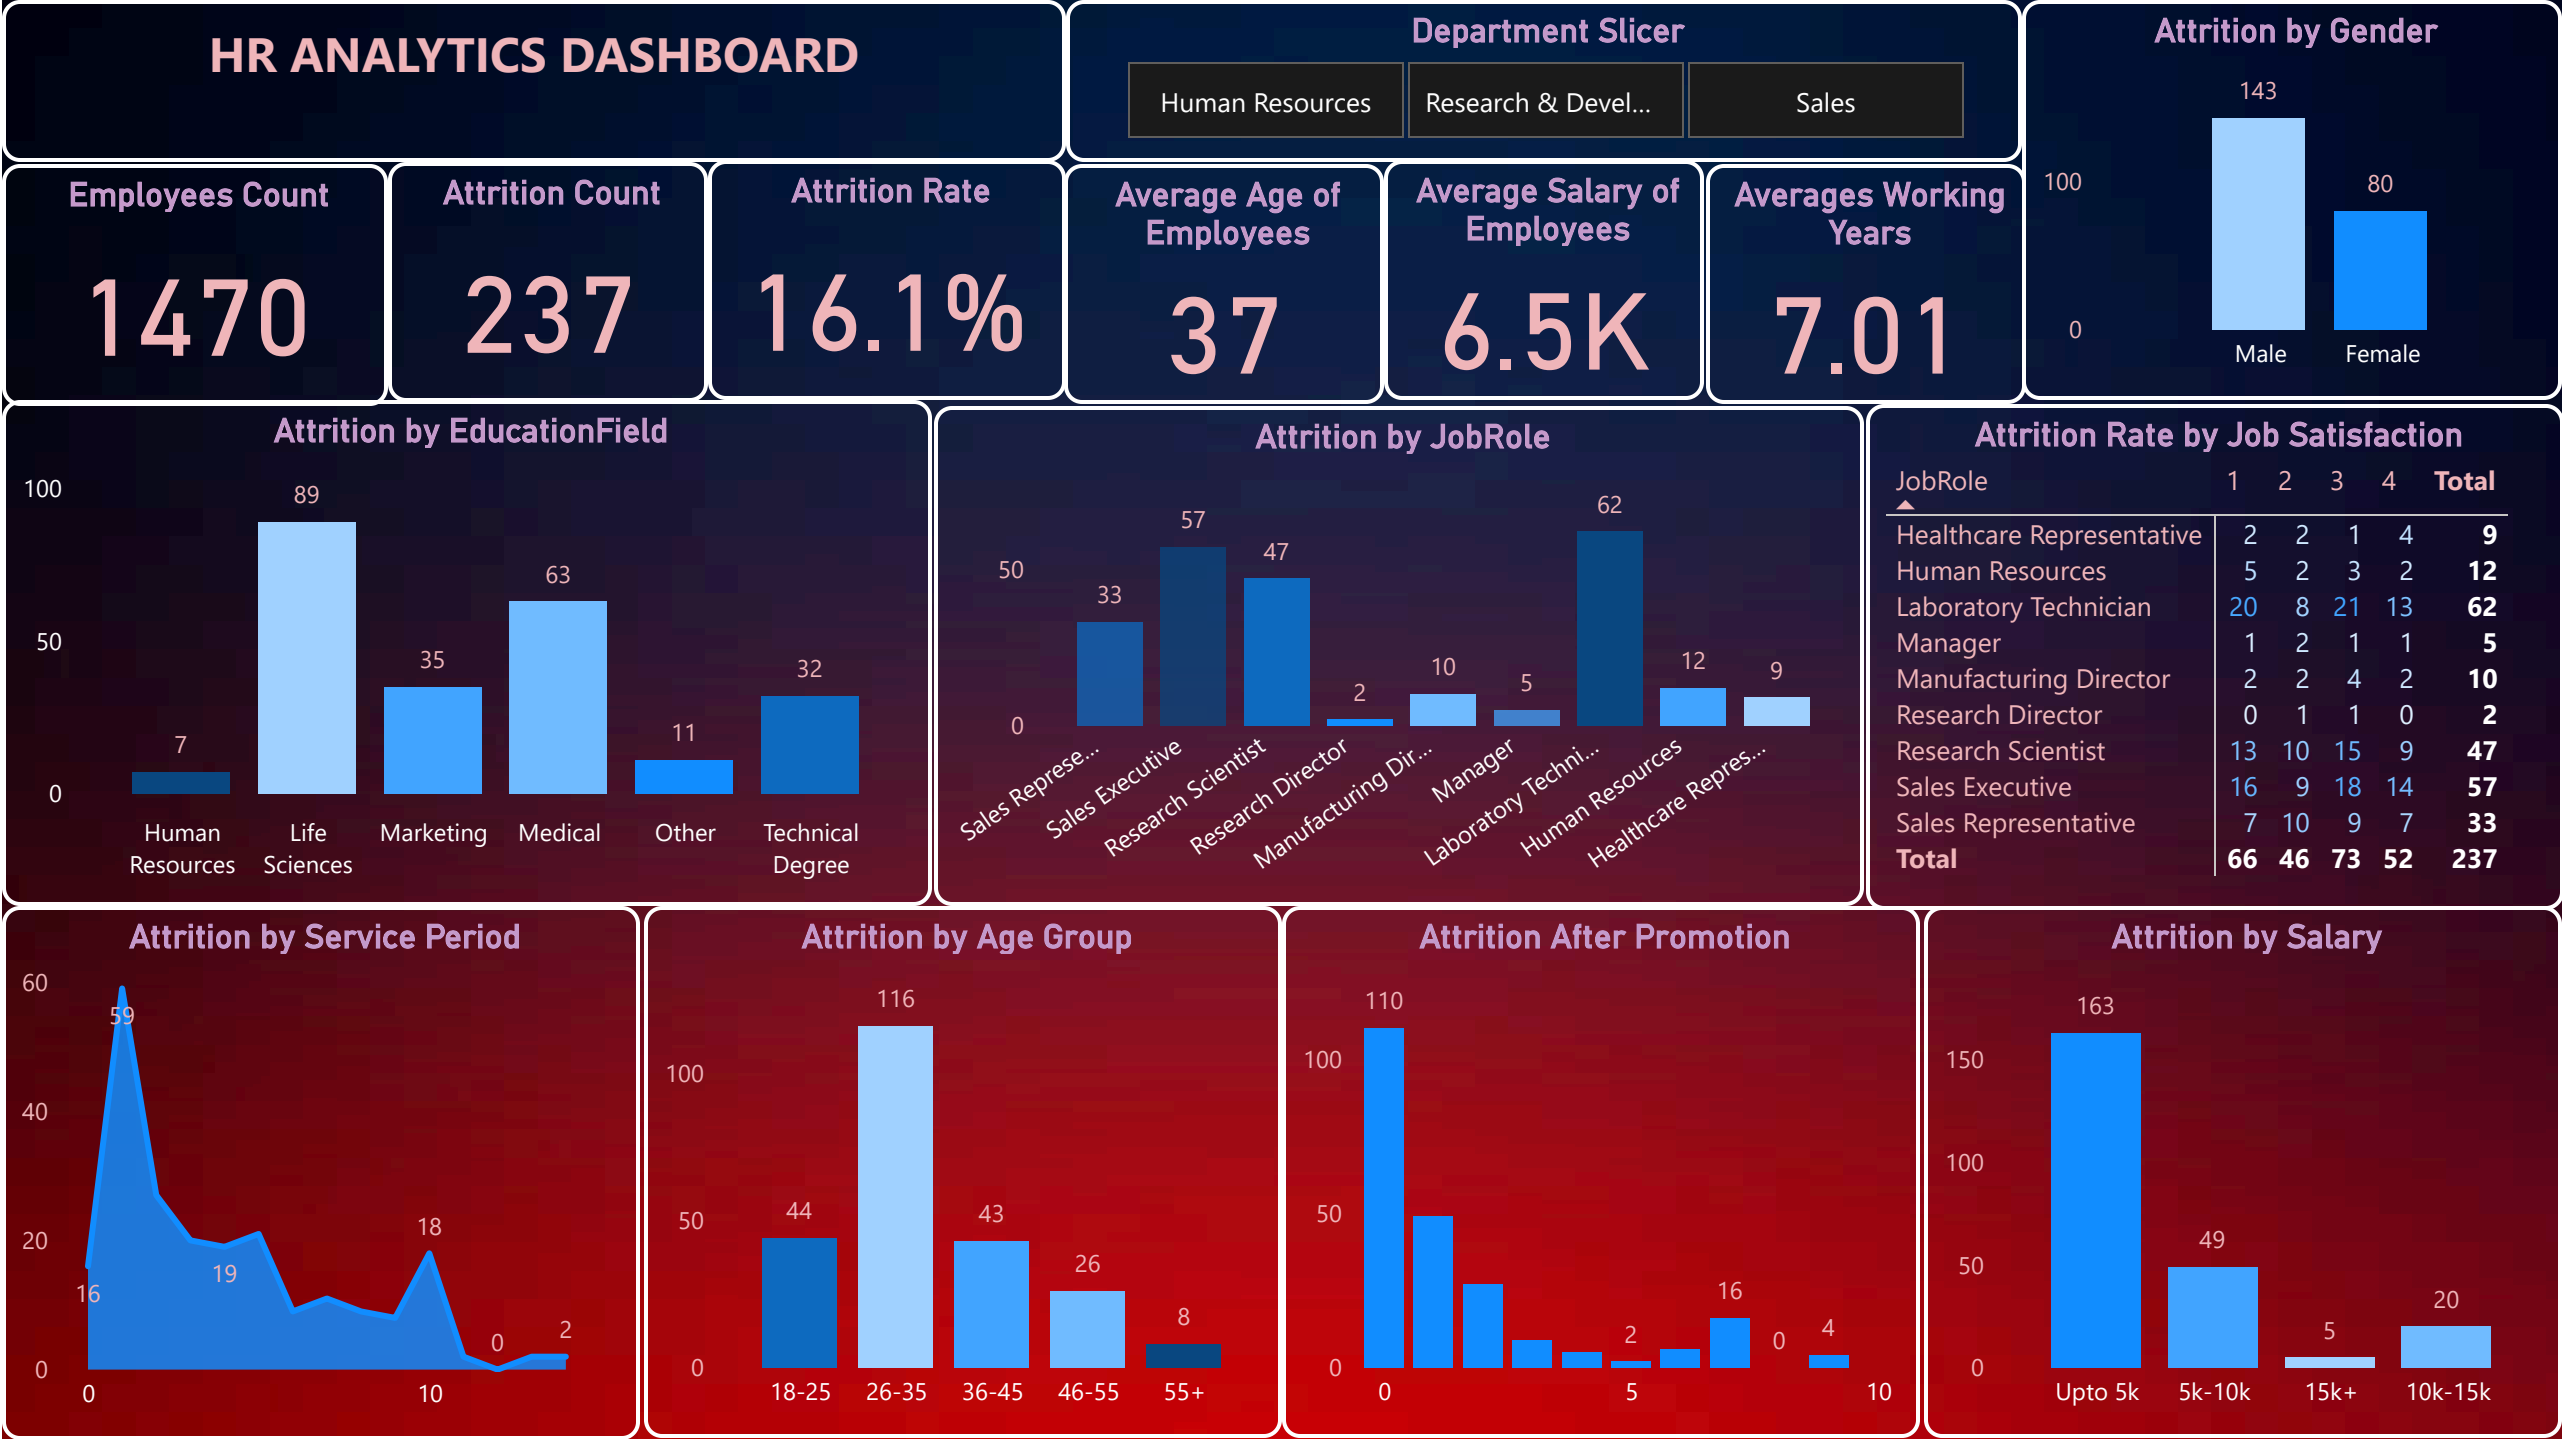 HR ANALYTICS DASHBOARD
Department Slicer
Human Resources
Research & Devel...
Sales
Attrition by Gender
143
100
80
0
Male
Female
Employees Count
1470
Attrition Count
237
Attrition Rate
16.1%
Average Age of
Employees
37
Average Salary of
Employees
6.5K
Averages Working
Years
7.01
Attrition by EducationField
100
50
0
7
89
35
63
11
32
Human
Resources
Life
Sciences
Marketing
Medical
Other
Technical
Degree
Attrition by JobRole
50
0
33
57
47
2
10
5
62
12
9
Sales Represe...
Sales Executive
Research Scientist
Research Director
Manufacturing Dir...
Manager
Laboratory Techni...
Human Resources
Healthcare Repres...
Attrition Rate by Job Satisfaction
JobRole 1 2 3 4 Total
Healthcare Representative 2 2 1 4 9
Human Resources 5 2 3 2 12
Laboratory Technician 20 8 21 13 62
Manager 1 2 1 1 5
Manufacturing Director 2 2 4 2 10
Research Director 0 1 1 0 2
Research Scientist 13 10 15 9 47
Sales Executive 16 9 18 14 57
Sales Representative 7 10 9 7 33
Total 66 46 73 52 237
Attrition by Service Period
60
40
20
0
16
59
19
18
0
2
0
10
Attrition by Age Group
100
50
0
44
116
43
26
8
18-25
26-35
36-45
46-55
55+
Attrition After Promotion
100
50
0
110
2
16
0
4
0
5
10
Attrition by Salary
150
100
50
0
163
49
5
20
Upto 5k
5k-10k
15k+
10k-15k